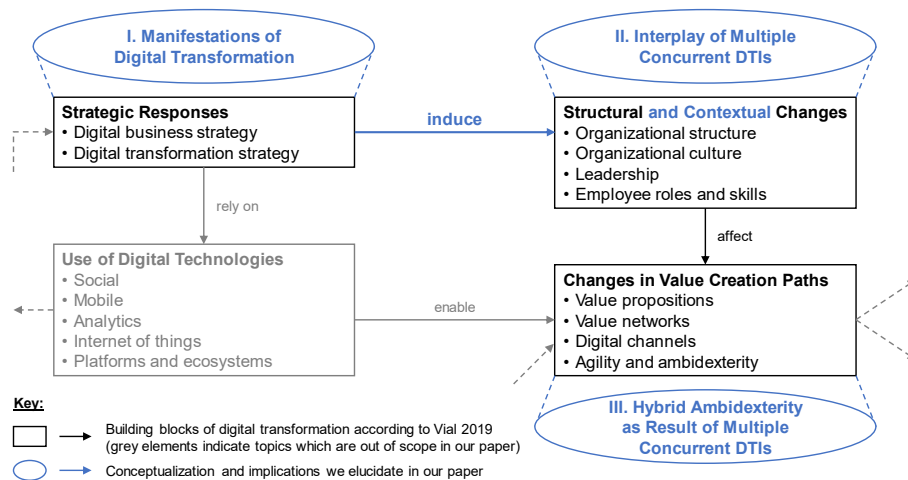 I. Manifestations of
Digital Transformation
II. Interplay of Multiple
Concurrent DTIs
Strategic Responses
• Digital business strategy
• Digital transformation strategy
induce
Structural and Contextual Changes
• Organizational structure
• Organizational culture
• Leadership
• Employee roles and skills
rely on
affect
Use of Digital Technologies
• Social
• Mobile
• Analytics
• Internet of things
• Platforms and ecosystems
enable
Changes in Value Creation Paths
• Value propositions
• Value networks
• Digital channels
• Agility and ambidexterity
III. Hybrid Ambidexterity
as Result of Multiple
Concurrent DTIs
Key:
Building blocks of digital transformation according to Vial 2019
(grey elements indicate topics which are out of scope in our paper)
Conceptualization and implications we elucidate in our paper